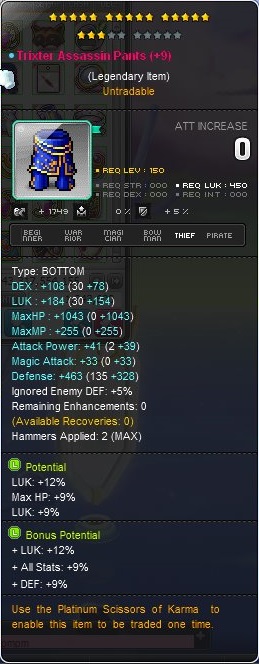 Trixter Assassin Pants (+9)
(Legendary Item)
Untradable
ATT INCREASE
0
REQ LEV : 150
REQ STR : 000 REQ LUK : 450
REQ DEX : 000 REQ INT : 000
+ 1749 0 % + 5 %
BEGINNER WARRIOR MAGICIAN BOWMAN THIEF PIRATE
Type: BOTTOM
DEX : +108 (30 +78)
LUK : +184 (30 +154)
MaxHP : +1043 (0 +1043)
MaxMP : +255 (0 +255)
Attack Power: +41 (2 +39)
Magic Attack: +33 (0 +33)
Defense: +463 (135 +328)
Ignored Enemy DEF: +5%
Remaining Enhancements: 0
(Available Recoveries: 0)
Hammers Applied: 2 (MAX)
L Potential
LUK: +12%
Max HP: +9%
LUK: +9%
L Bonus Potential
+ LUK: +12%
+ All Stats: +9%
+ DEF: +9%
Use the Platinum Scissors of Karma to
enable this item to be traded one time.